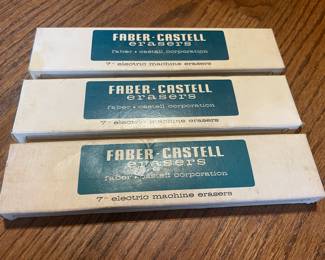 FABER-CASTELL
erasers
faber • castell corporation
7" electric machine erasers
FABER-CASTELL
erasers
faber • castell corporation
7" electric machine erasers
FABER-CASTELL
erasers
faber • castell corporation
7" electric machine erasers